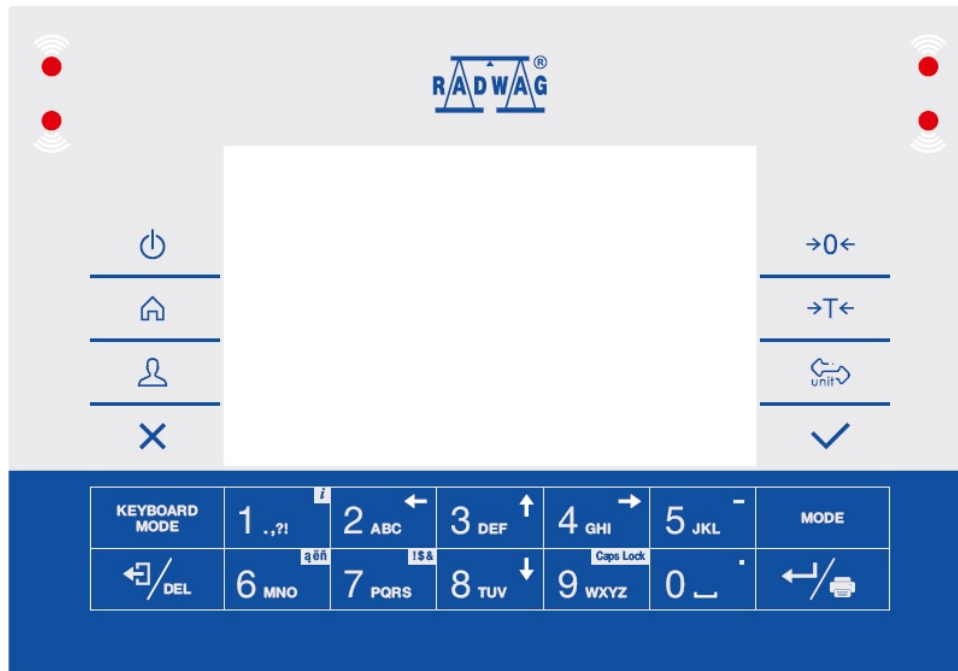 RADWAG®
→0←
→T←
unit
KEYBOARD MODE
1 .,?!
i
2 ABC
←
3 DEF
↑
4 GHI
→
5 JKL
-
MODE
/DEL
6 MNO
ąëñ
7 PQRS
!$&
8 TUV
↓
9 WXYZ
Caps Lock
0
.